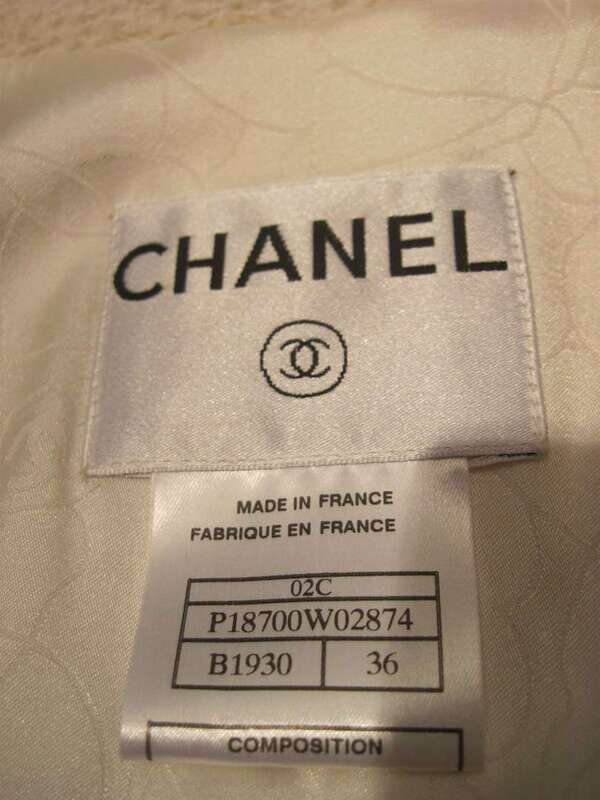 CHANEL
MADE IN FRANCE
FABRIQUE EN FRANCE
02C
P18700W02874
B1930 36
COMPOSITION